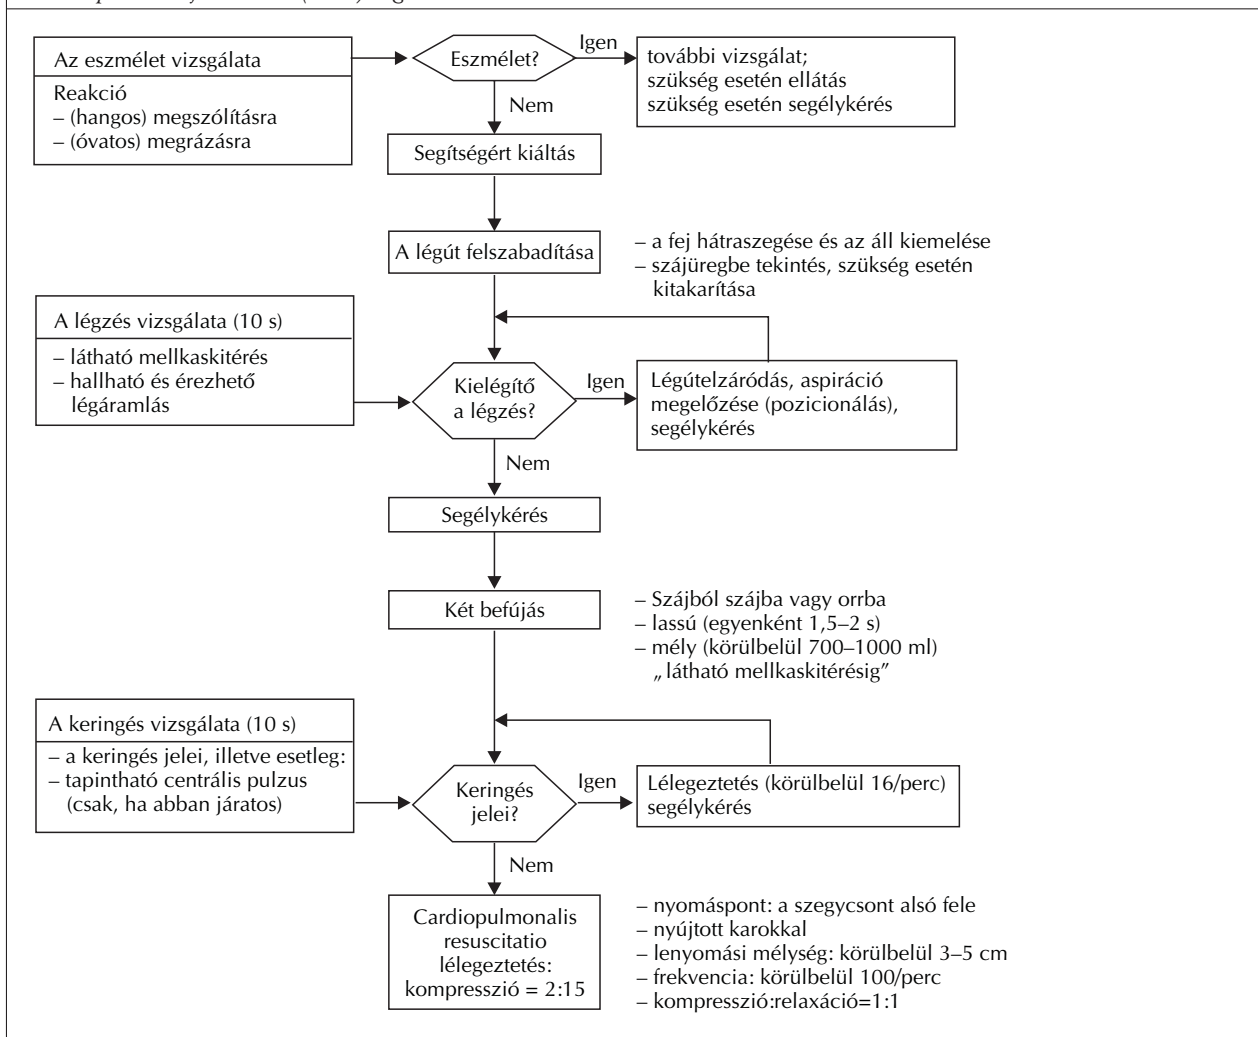 Az eszmélet vizsgálata
Reakció
– (hangos) megszólításra
– (óvatos) megrázásra
Eszmélet?
Igen
további vizsgálat;
szükség esetén ellátás
szükség esetén segélykérés
Nem
Segítségért kiáltás
A légút felszabadítása
– a fej hátraszegése és az áll kiemelése
– szájüregbe tekintés, szükség esetén
kitakarítása
A légzés vizsgálata (10 s)
– látható mellkaskitérés
– hallható és érezhető
légáramlás
Kielégítő
a légzés?
Igen
Légútelzáródás, aspiráció
megelőzése (pozicionálás),
segélykérés
Nem
Segélykérés
Két befújás
– Szájból szájba vagy orrba
– lassú (egyenként 1,5–2 s)
– mély (körülbelül 700–1000 ml)
„látható mellkaskitérésig”
A keringés vizsgálata (10 s)
– a keringés jelei, illetve esetleg:
– tapintható centrális pulzus
(csak, ha abban járatos)
Keringés
jelei?
Igen
Lélegeztetés (körülbelül 16/perc)
segélykérés
Nem
Cardiopulmonalis
resuscitatio
lélegeztetés:
kompresszió = 2:15
– nyomáspont: a szegycsont alsó fele
– nyújtott karokkal
– lenyomási mélység: körülbelül 3–5 cm
– frekvencia: körülbelül 100/perc
– kompresszió:relaxáció=1:1